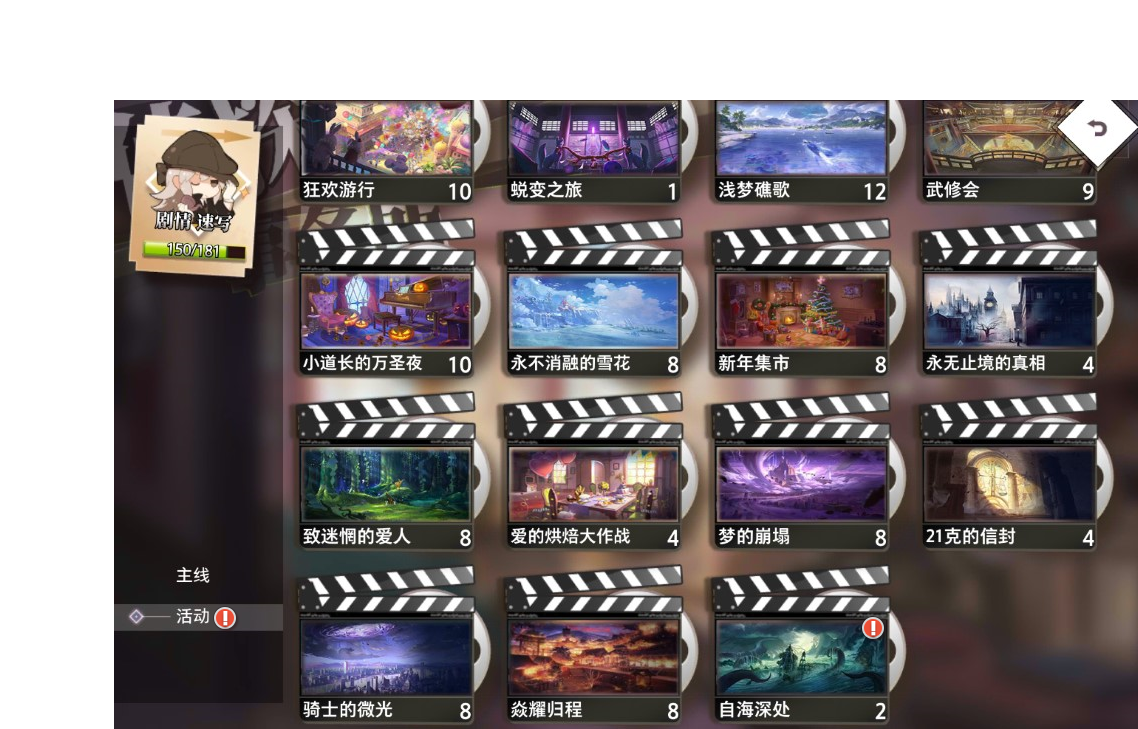 狂欢游行 10
蜕变之旅 1
浅梦礁歌 12
武修会 9
剧情 速写
150/181
小道长的万圣夜 10
永不消融的雪花 8
新年集市 8
永无止境的真相 4
致迷惘的爱人 8
爱的烘焙大作战 4
梦的崩塌 8
21克的信封 4
主线
活动
骑士的微光 8
焱耀归程 8
自海深处 2